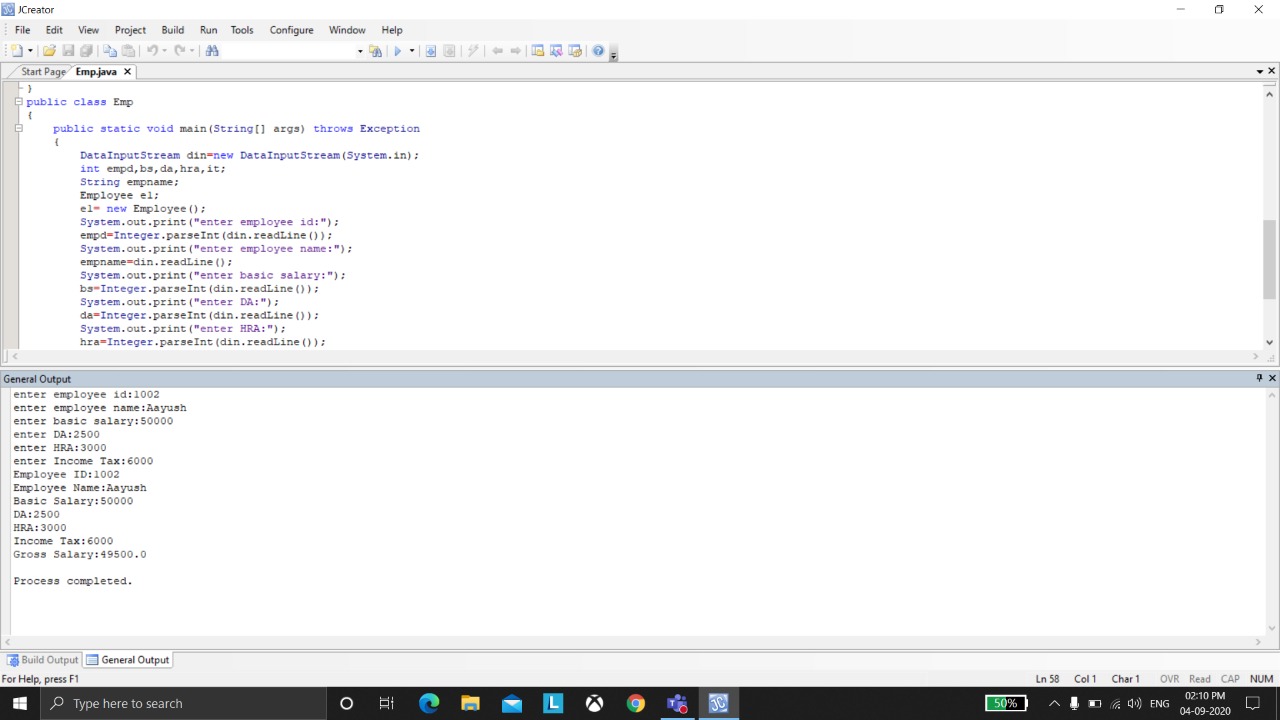 JCreator
File Edit View Project Build Run Tools Configure Window Help
Start Page Emp.java
}
public class Emp
{
public static void main(String[] args) throws Exception
{
DataInputStream din=new DataInputStream(System.in);
int empd,bs,da,hra,it;
String empname;
Employee e1;
e1= new Employee();
System.out.print("enter employee id:");
empd=Integer.parseInt(din.readLine());
System.out.print("enter employee name:");
empname=din.readLine();
System.out.print("enter basic salary:");
bs=Integer.parseInt(din.readLine());
System.out.print("enter DA:");
da=Integer.parseInt(din.readLine());
System.out.print("enter HRA:");
hra=Integer.parseInt(din.readLine());
General Output
enter employee id:1002
enter employee name:Aayush
enter basic salary:50000
enter DA:2500
enter HRA:3000
enter Income Tax:6000
Employee ID:1002
Employee Name:Aayush
Basic Salary:50000
DA:2500
HRA:3000
Income Tax:6000
Gross Salary:49500.0
Process completed.
Build Output General Output
For Help, press F1 Ln 58 Col 1 Char 1 OVR Read CAP NUM
Type here to search L JC 50% ENG 02:10 PM
04-09-2020